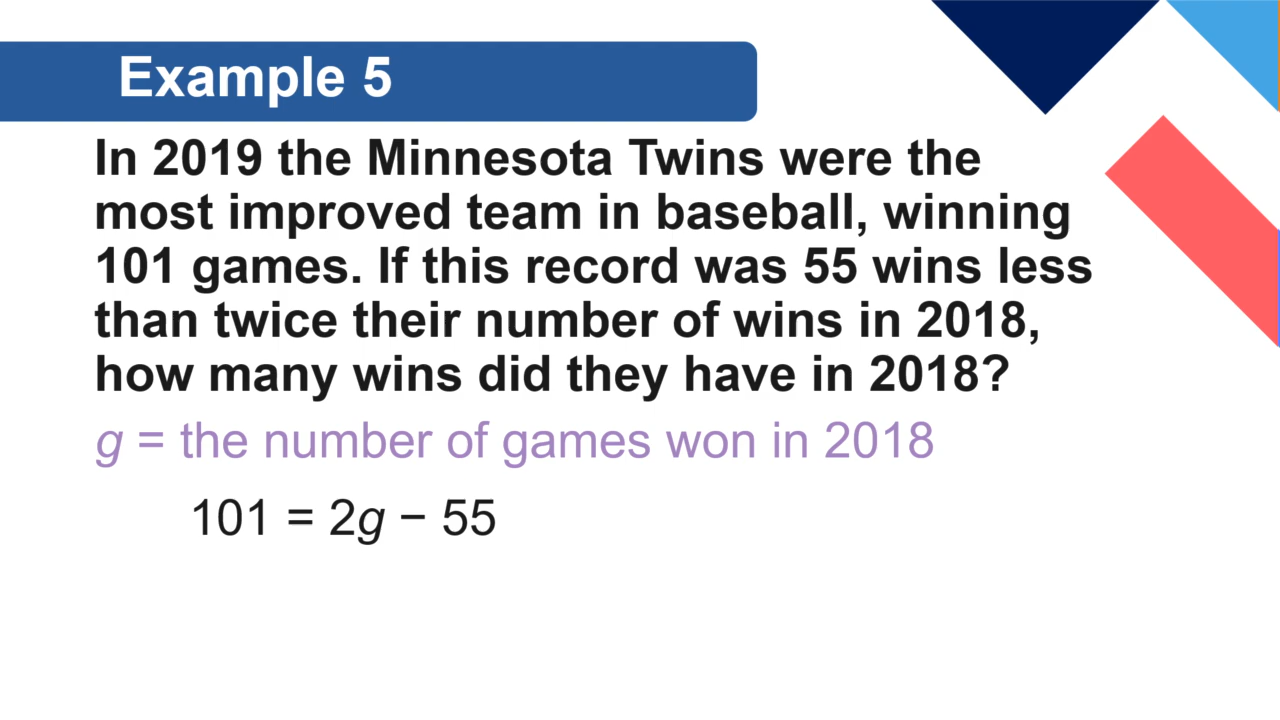 Example 5
In 2019 the Minnesota Twins were the
most improved team in baseball, winning
101 games. If this record was 55 wins less
than twice their number of wins in 2018,
how many wins did they have in 2018?
g = the number of games won in 2018
101 = 2g − 55